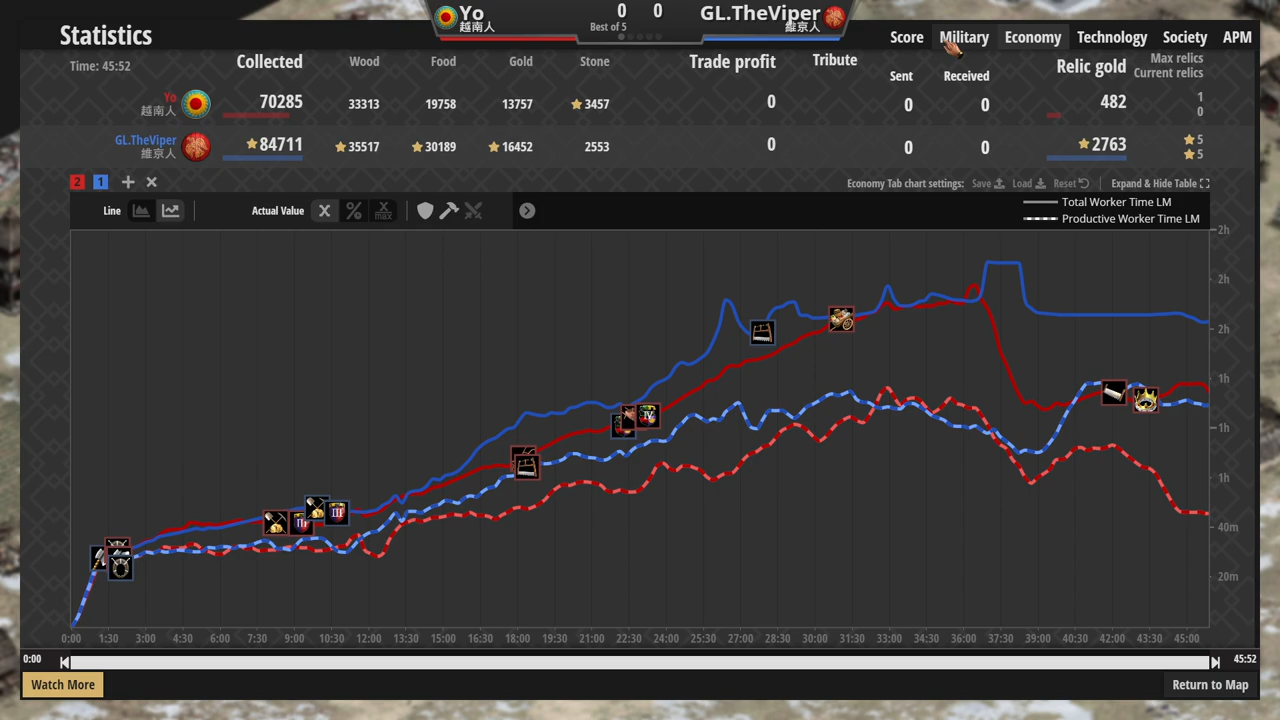 Yo
越南人
0 0
Best of 5
GL.TheViper
維京人
Statistics
Score Military Economy Technology Society APM
Time: 45:52
Collected Wood Food Gold Stone Trade profit Tribute Sent Received Relic gold Max relics Current relics
Yo 越南人 70285 33313 19758 13757 3457 0 0 0 482 1 0
GL.TheViper 維京人 84711 35517 30189 16452 2553 0 0 0 2763 5 5
2 1
Economy Tab chart settings: Save Load Reset Expand & Hide Table
Line Actual Value X % X/max
Total Worker Time LM
Productive Worker Time LM
2h
2h
2h
1h
1h
1h
40m
20m
III IV
III
0:00 1:30 3:00 4:30 6:00 7:30 9:00 10:30 12:00 13:30 15:00 16:30 18:00 19:30 21:00 22:30 24:00 25:30 27:00 28:30 30:00 31:30 33:00 34:30 36:00 37:30 39:00 40:30 42:00 43:30 45:00
0:00 45:52
Watch More
Return to Map